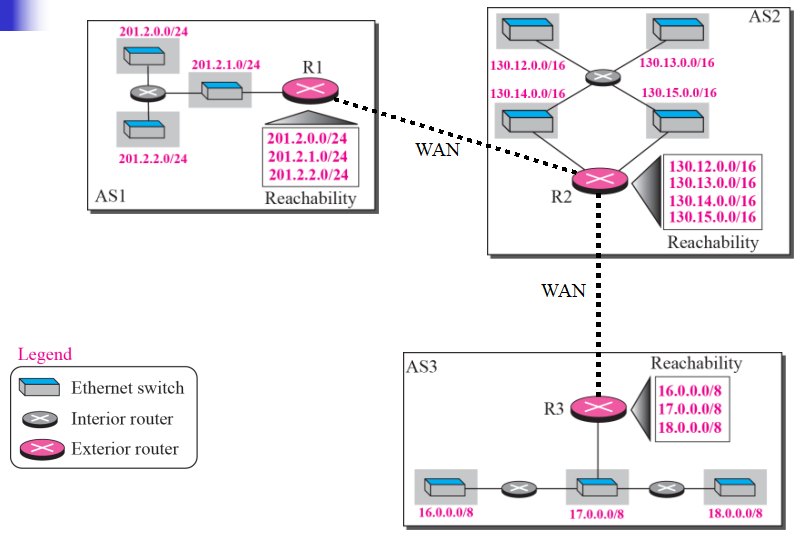 201.2.0.0/24
201.2.1.0/24
R1
201.2.2.0/24
201.2.0.0/24
201.2.1.0/24
201.2.2.0/24
Reachability
AS1
WAN
AS2
130.12.0.0/16
130.13.0.0/16
130.14.0.0/16
130.15.0.0/16
R2
130.12.0.0/16
130.13.0.0/16
130.14.0.0/16
130.15.0.0/16
Reachability
WAN
AS3
Reachability
R3
16.0.0.0/8
17.0.0.0/8
18.0.0.0/8
16.0.0.0/8
17.0.0.0/8
18.0.0.0/8
Legend
Ethernet switch
Interior router
Exterior router